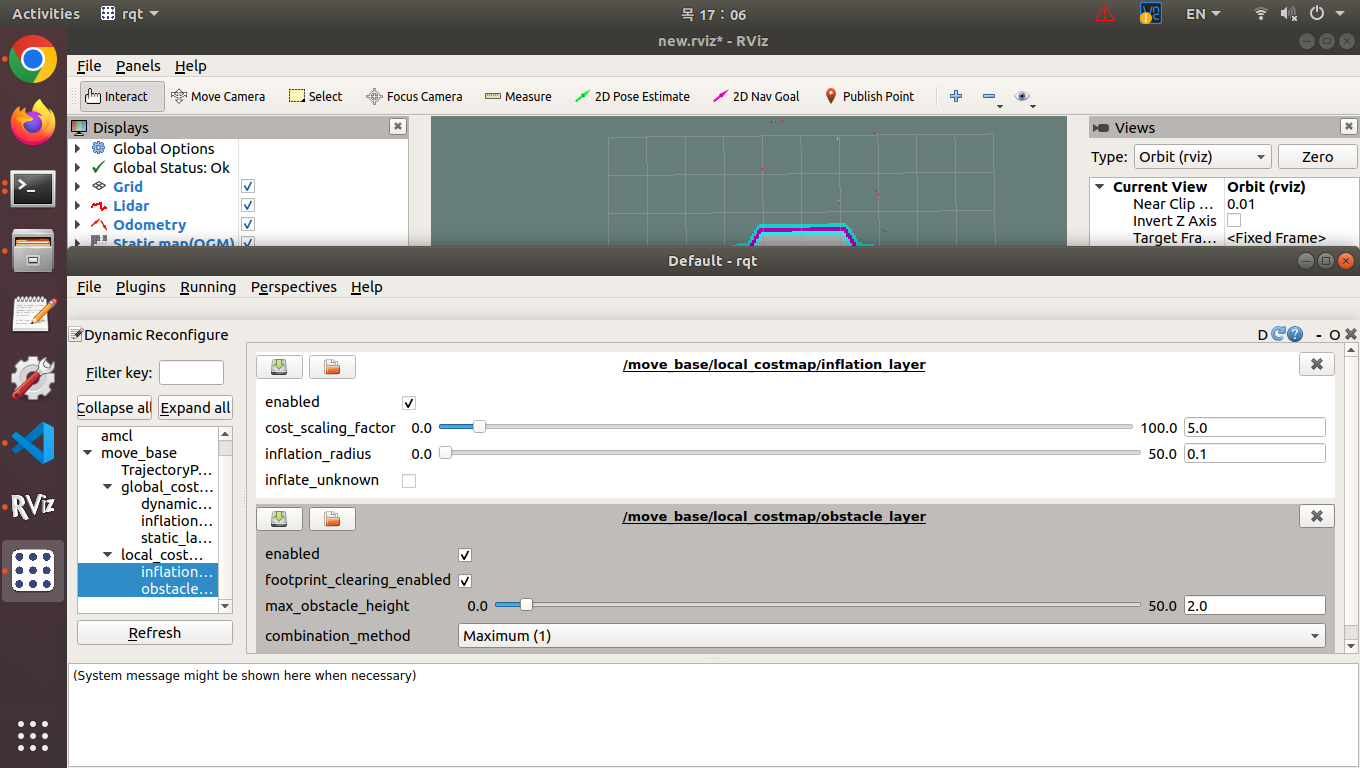 Activities rqt 목 17 : 06 EN
new.rviz* - RViz
File Panels Help
Interact Move Camera Select Focus Camera Measure 2D Pose Estimate 2D Nav Goal Publish Point
Displays
Global Options
Global Status: Ok
Grid
Lidar
Odometry
Static map(OGM)
Views
Type: Orbit (rviz) Zero
Current View Orbit (rviz)
Near Clip ... 0.01
Invert Z Axis
Target Fra... <Fixed Frame>
Default - rqt
File Plugins Running Perspectives Help
Dynamic Reconfigure D - O
Filter key:
Collapse all Expand all
amcl
move_base
TrajectoryP...
global_cost...
dynamic...
inflation...
static_la...
local_cost...
inflation...
obstacle...
Refresh
/move_base/local_costmap/inflation_layer
enabled
cost_scaling_factor 0.0 100.0 5.0
inflation_radius 0.0 50.0 0.1
inflate_unknown
/move_base/local_costmap/obstacle_layer
enabled
footprint_clearing_enabled
max_obstacle_height 0.0 50.0 2.0
combination_method Maximum (1)
(System message might be shown here when necessary)
RViz